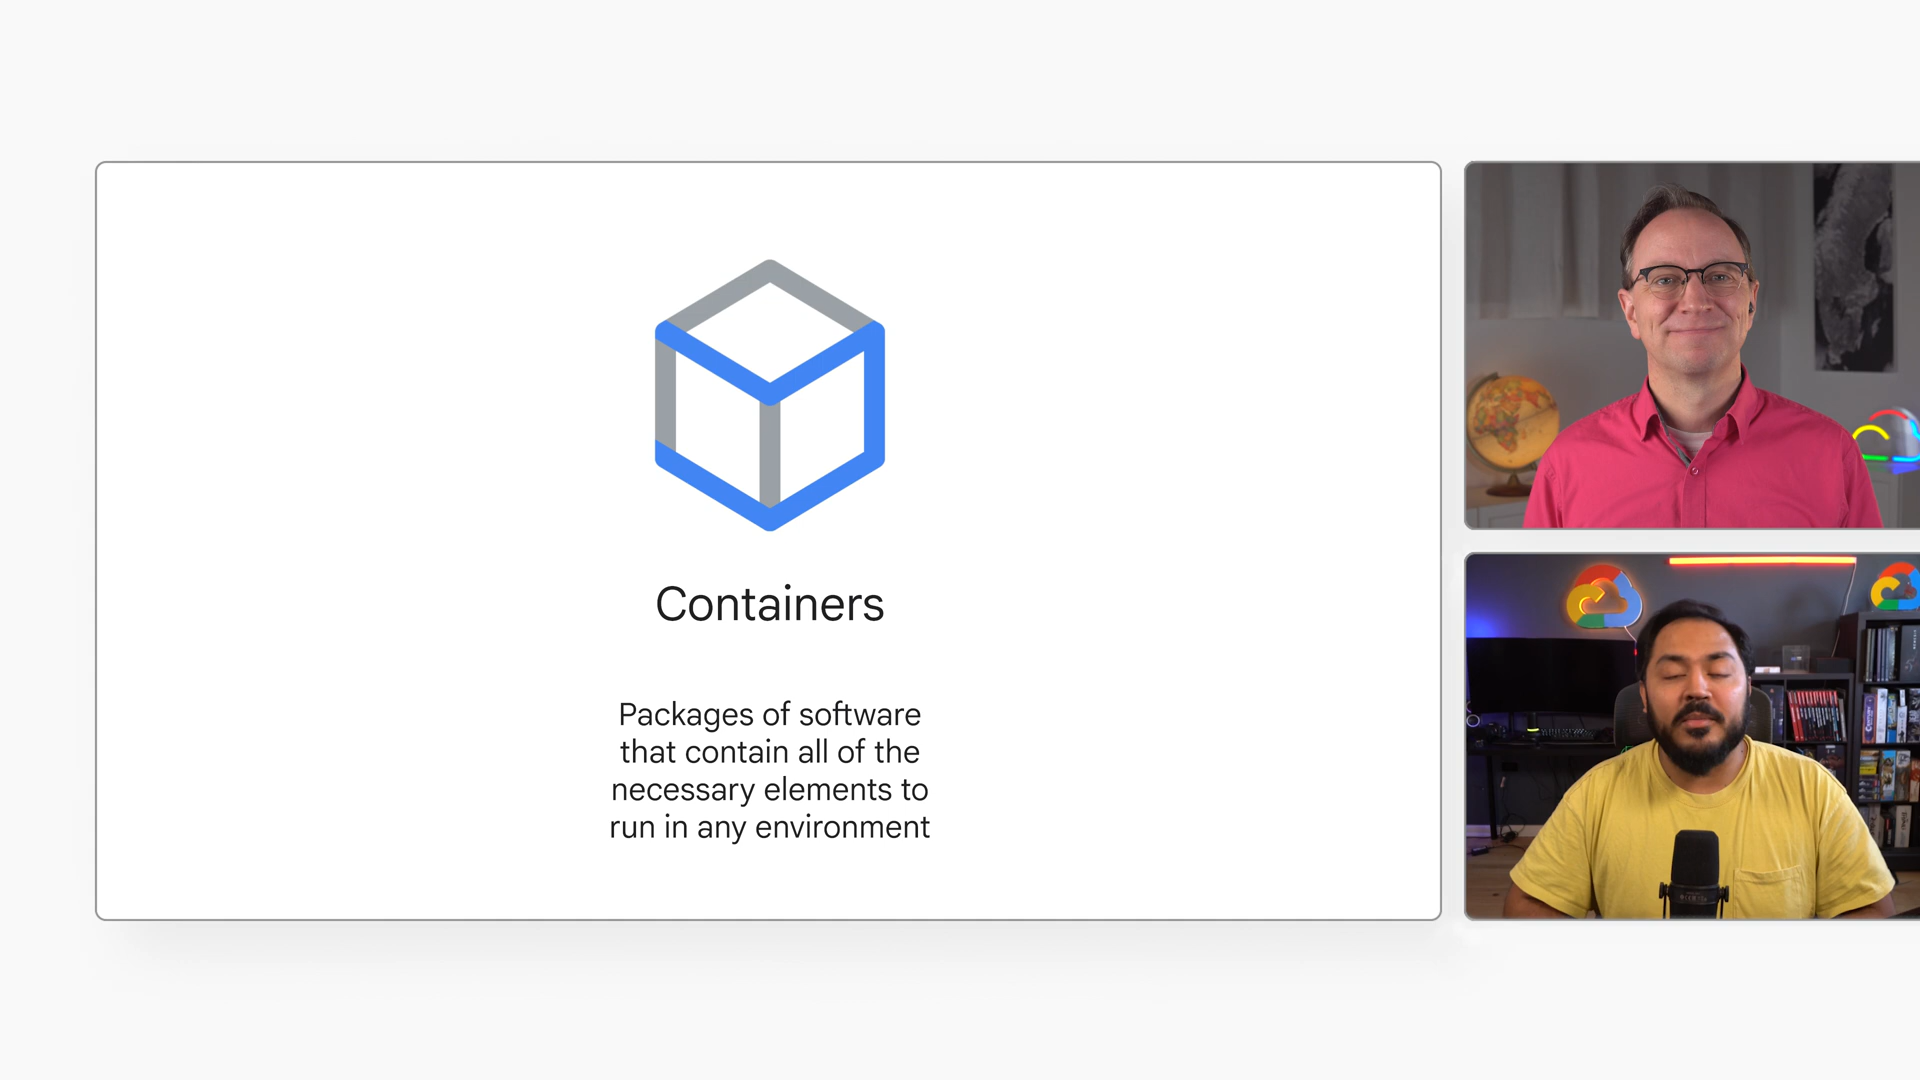 Containers
Packages of software
that contain all of the
necessary elements to
run in any environment